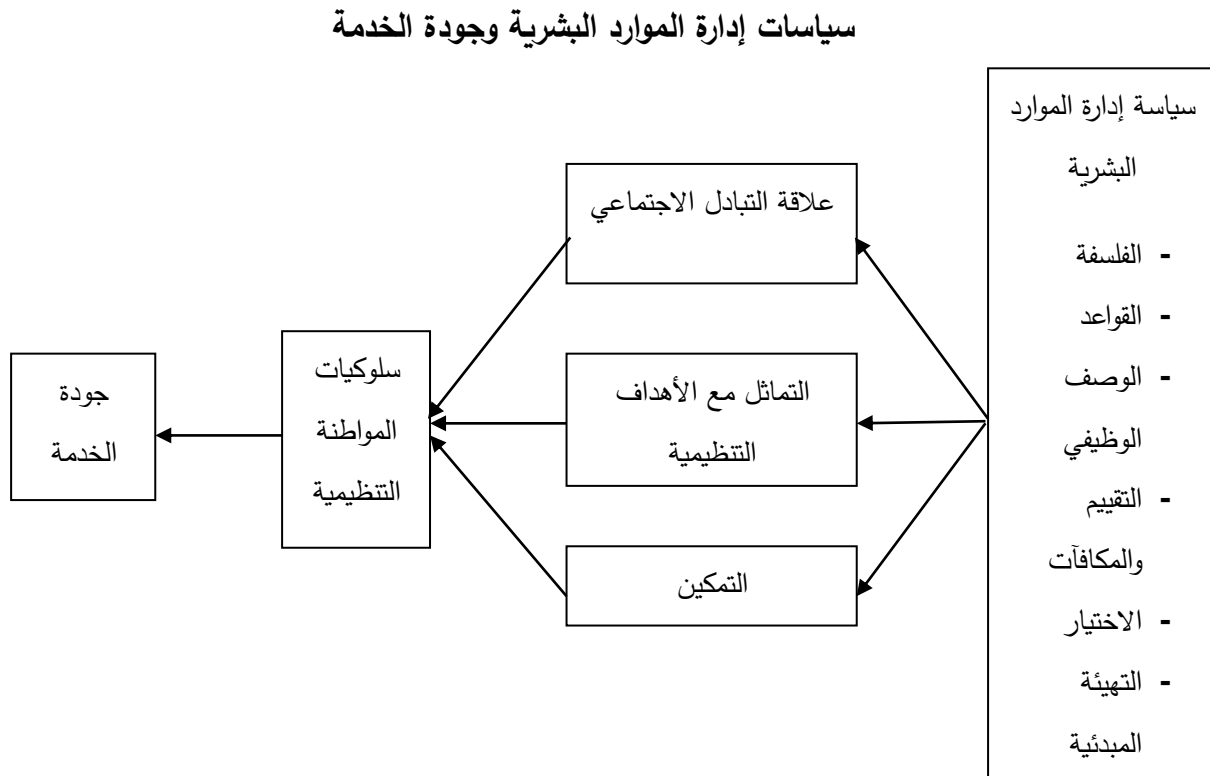 سياسات إدارة الموارد البشرية وجودة الخدمة
سياسة إدارة الموارد
البشرية
- الفلسفة
- القواعد
- الوصف
الوظيفي
- التقييم
والمكافآت
- الاختيار
- التهيئة
المبدئية
علاقة التبادل الاجتماعي
التماثل مع الأهداف
التنظيمية
التمكين
سلوكيات
المواطنة
التنظيمية
جودة
الخدمة